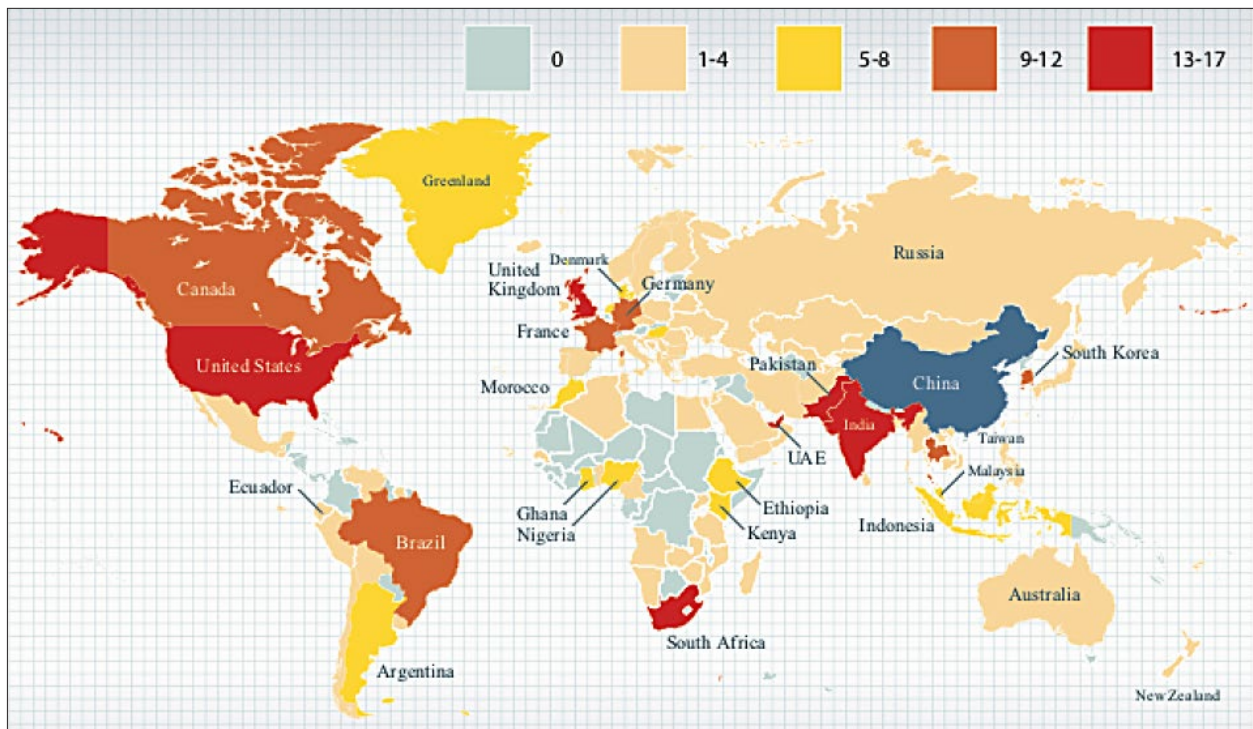 0 1-4 5-8 9-12 13-17
Greenland
Russia
Denmark
United
Kingdom
Germany
Canada
France
South Korea
United States
Pakistan
China
Morocco
India
Taiwan
UAE
Malaysia
Ecuador
Ghana
Nigeria
Ethiopia
Kenya
Indonesia
Brazil
Australia
South Africa
Argentina
New Zealand